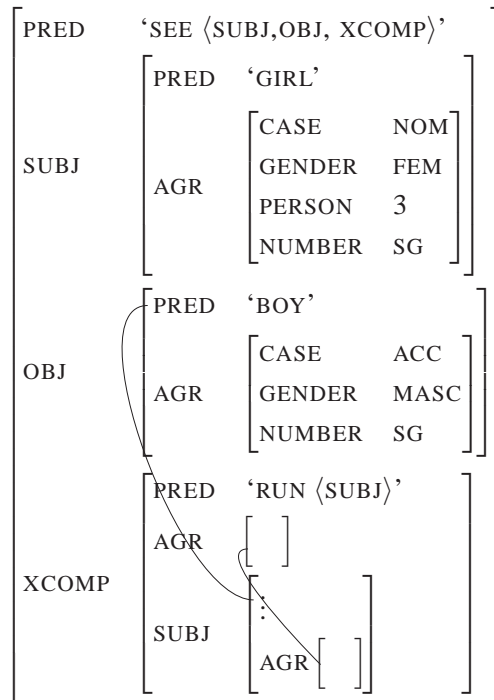 PRED ‘SEE ⟨SUBJ,OBJ, XCOMP⟩’
PRED ‘GIRL’
CASE NOM
SUBJ GENDER FEM
AGR
PERSON 3
NUMBER SG
PRED ‘BOY’
CASE ACC
OBJ
AGR GENDER MASC
NUMBER SG
PRED ‘RUN ⟨SUBJ⟩’
AGR [ ]
XCOMP
⋮
SUBJ
AGR [ ]